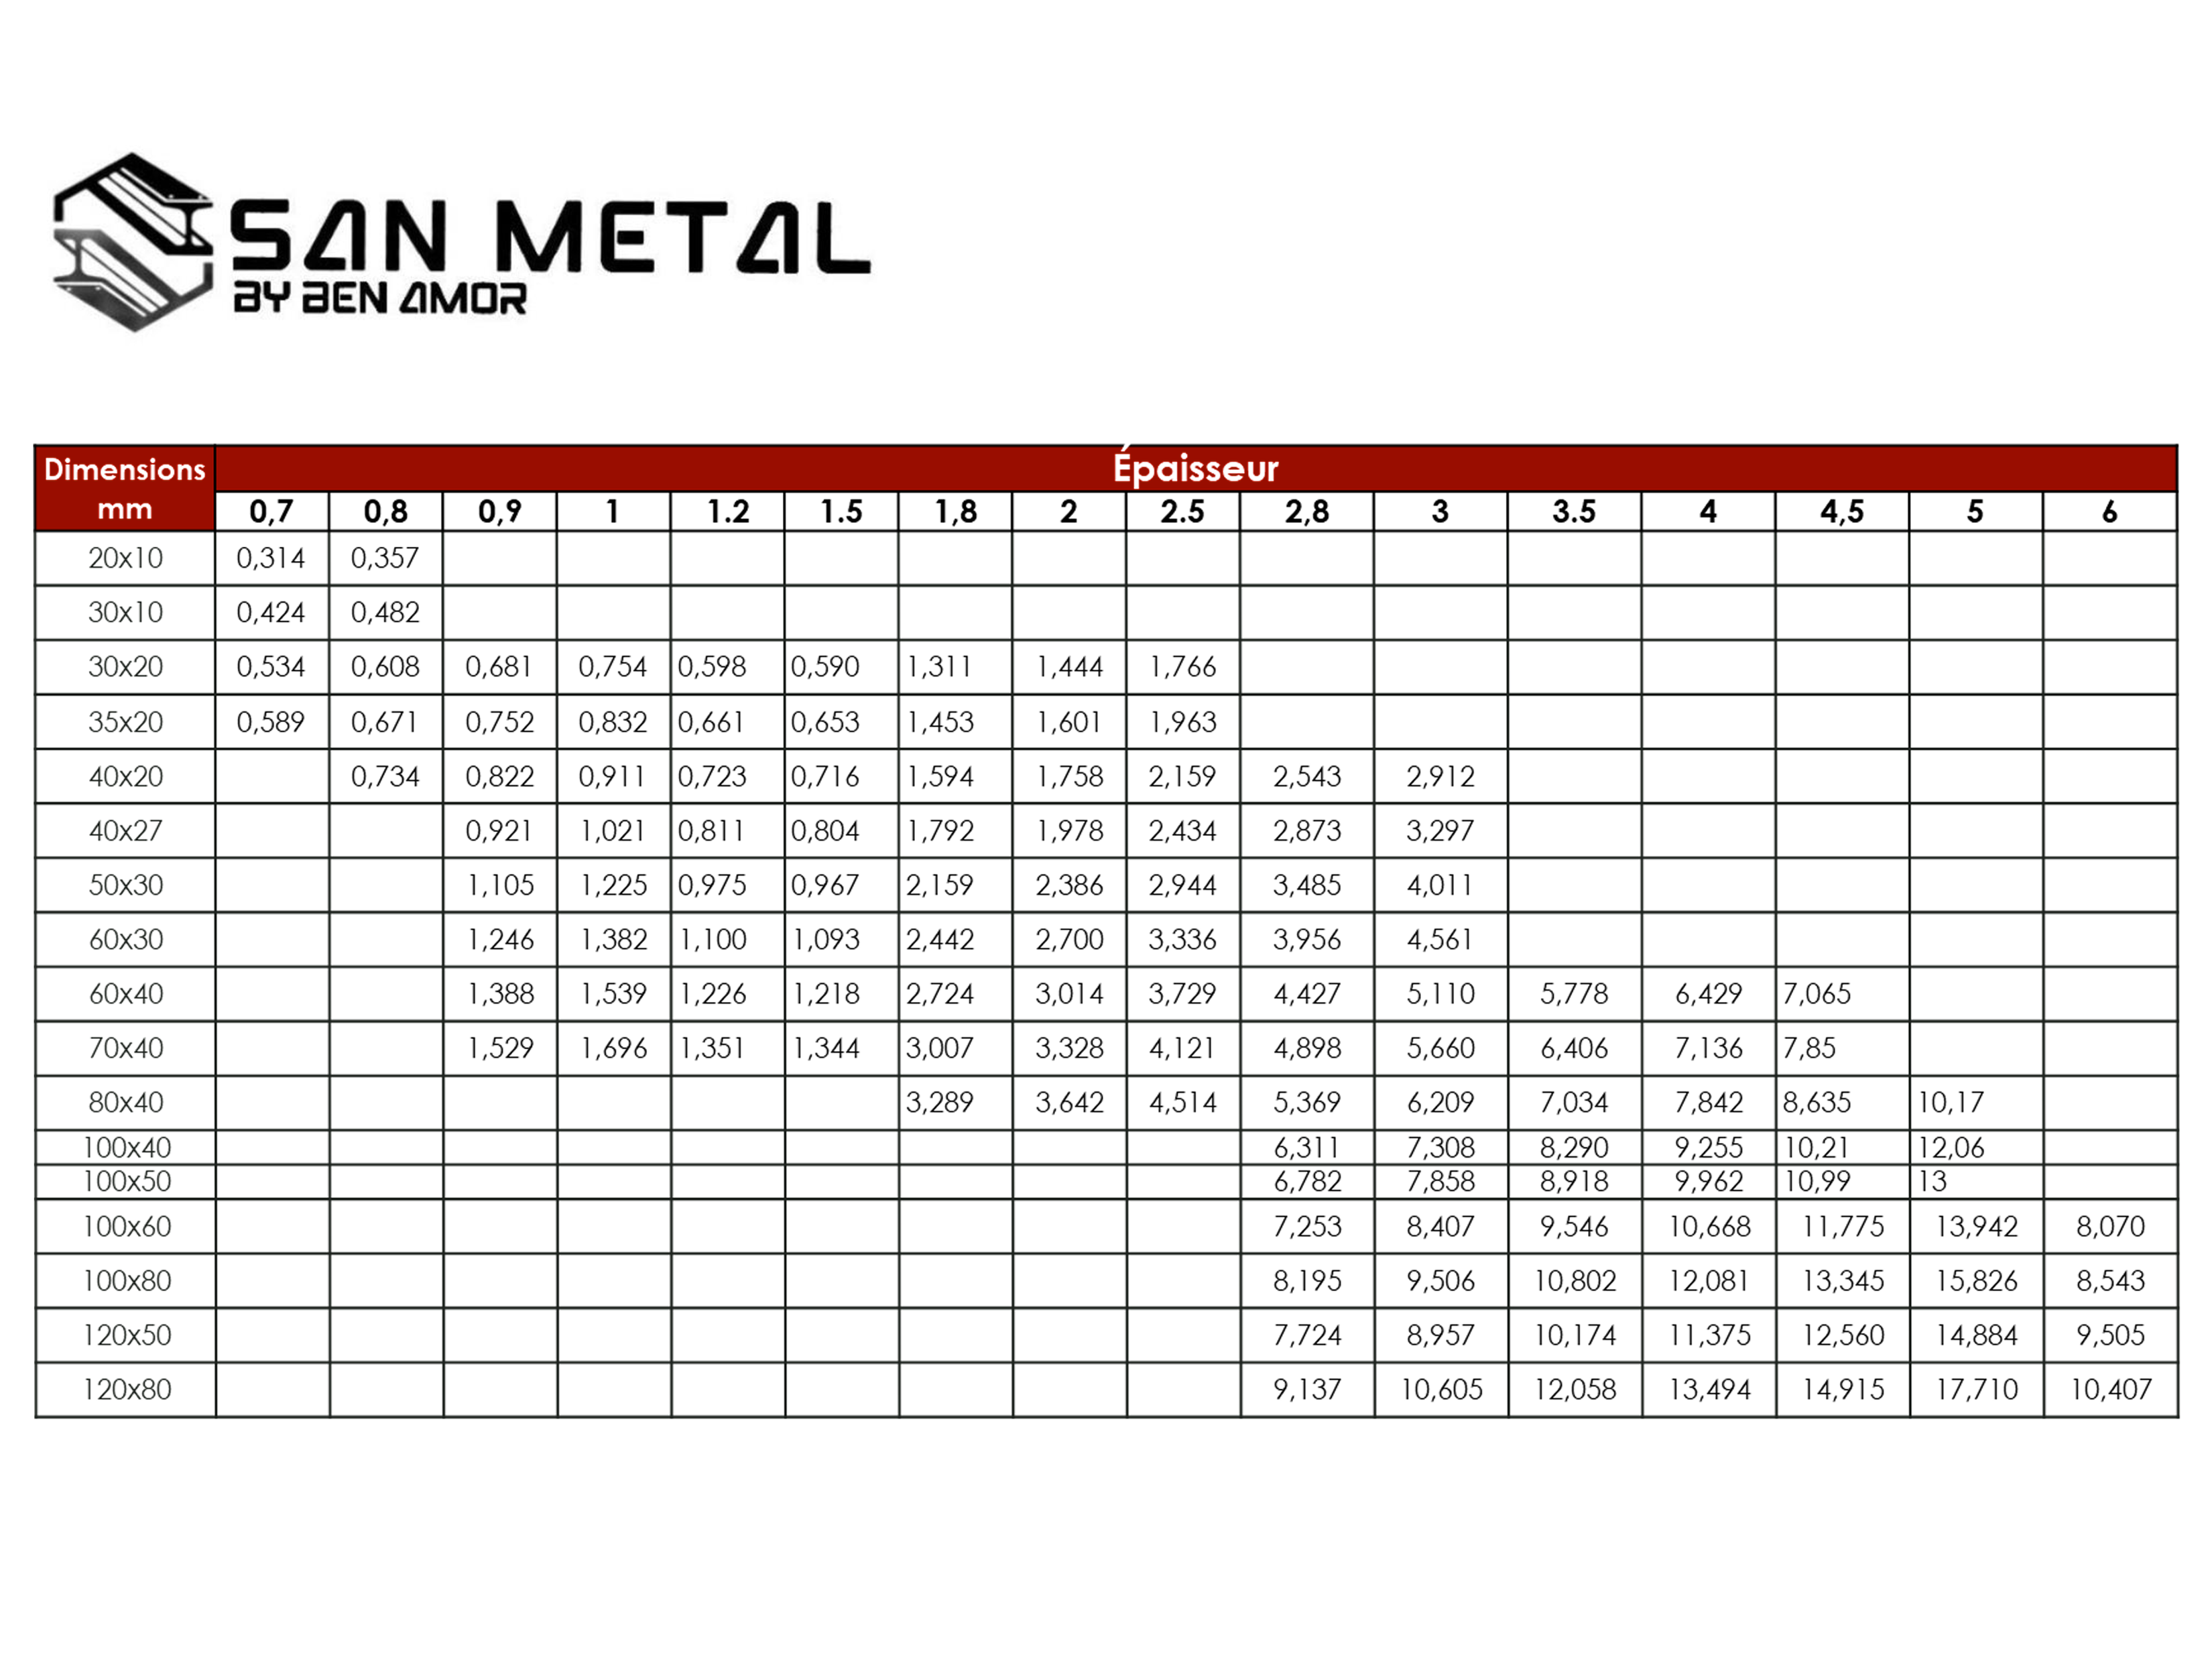 SAN METAL
BY BEN AMOR
Dimensions mm Épaisseur
0,7 0,8 0,9 1 1.2 1.5 1,8 2 2.5 2,8 3 3.5 4 4,5 5 6
20x10 0,314 0,357
30x10 0,424 0,482
30x20 0,534 0,608 0,681 0,754 0,598 0,590 1,311 1,444 1,766
35x20 0,589 0,671 0,752 0,832 0,661 0,653 1,453 1,601 1,963
40x20 0,734 0,822 0,911 0,723 0,716 1,594 1,758 2,159 2,543 2,912
40x27 0,921 1,021 0,811 0,804 1,792 1,978 2,434 2,873 3,297
50x30 1,105 1,225 0,975 0,967 2,159 2,386 2,944 3,485 4,011
60x30 1,246 1,382 1,100 1,093 2,442 2,700 3,336 3,956 4,561
60x40 1,388 1,539 1,226 1,218 2,724 3,014 3,729 4,427 5,110 5,778 6,429 7,065
70x40 1,529 1,696 1,351 1,344 3,007 3,328 4,121 4,898 5,660 6,406 7,136 7,85
80x40 3,289 3,642 4,514 5,369 6,209 7,034 7,842 8,635 10,17
100x40 6,311 7,308 8,290 9,255 10,21 12,06
100x50 6,782 7,858 8,918 9,962 10,99 13
100x60 7,253 8,407 9,546 10,668 11,775 13,942 8,070
100x80 8,195 9,506 10,802 12,081 13,345 15,826 8,543
120x50 7,724 8,957 10,174 11,375 12,560 14,884 9,505
120x80 9,137 10,605 12,058 13,494 14,915 17,710 10,407